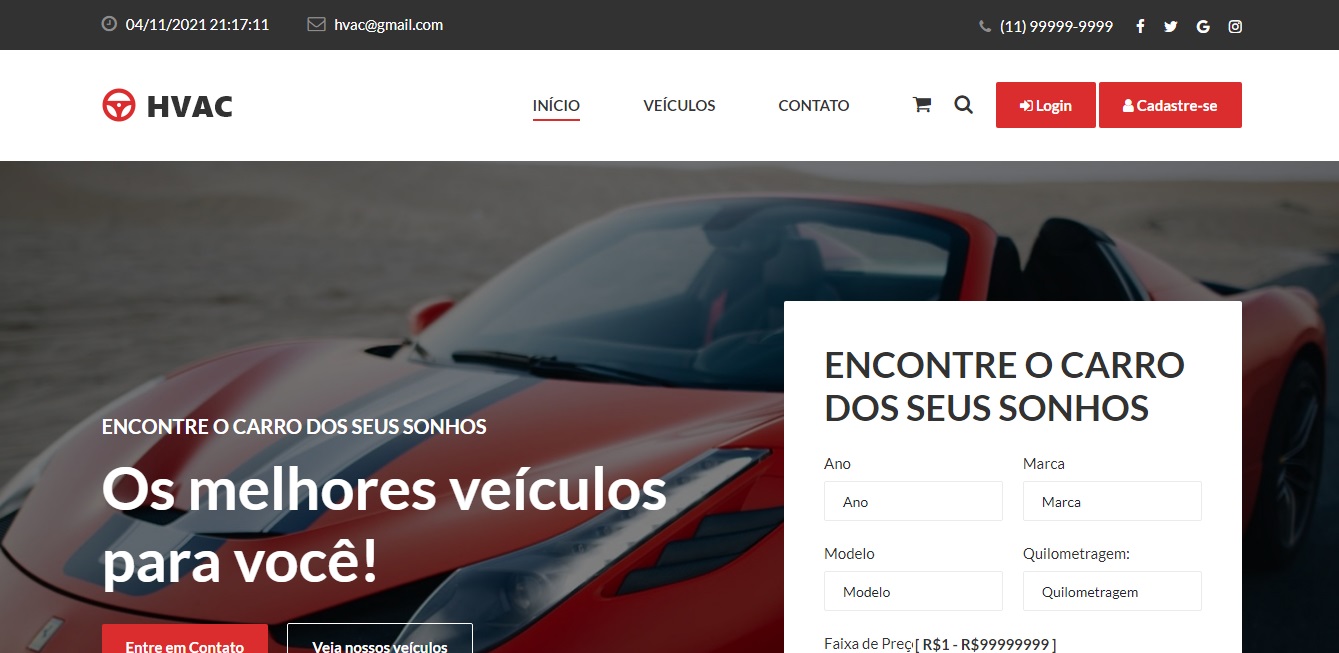 04/11/2021 21:17:11
hvac@gmail.com
(11) 99999-9999
HVAC
INÍCIO
VEÍCULOS
CONTATO
Login
Cadastre-se
ENCONTRE O CARRO DOS SEUS SONHOS
Os melhores veículos
para você!
Entre em Contato
Veja nossos veículos
ENCONTRE O CARRO
DOS SEUS SONHOS
Ano
Marca
Ano
Marca
Modelo
Quilometragem:
Modelo
Quilometragem
Faixa de Preç[ R$1 - R$99999999 ]